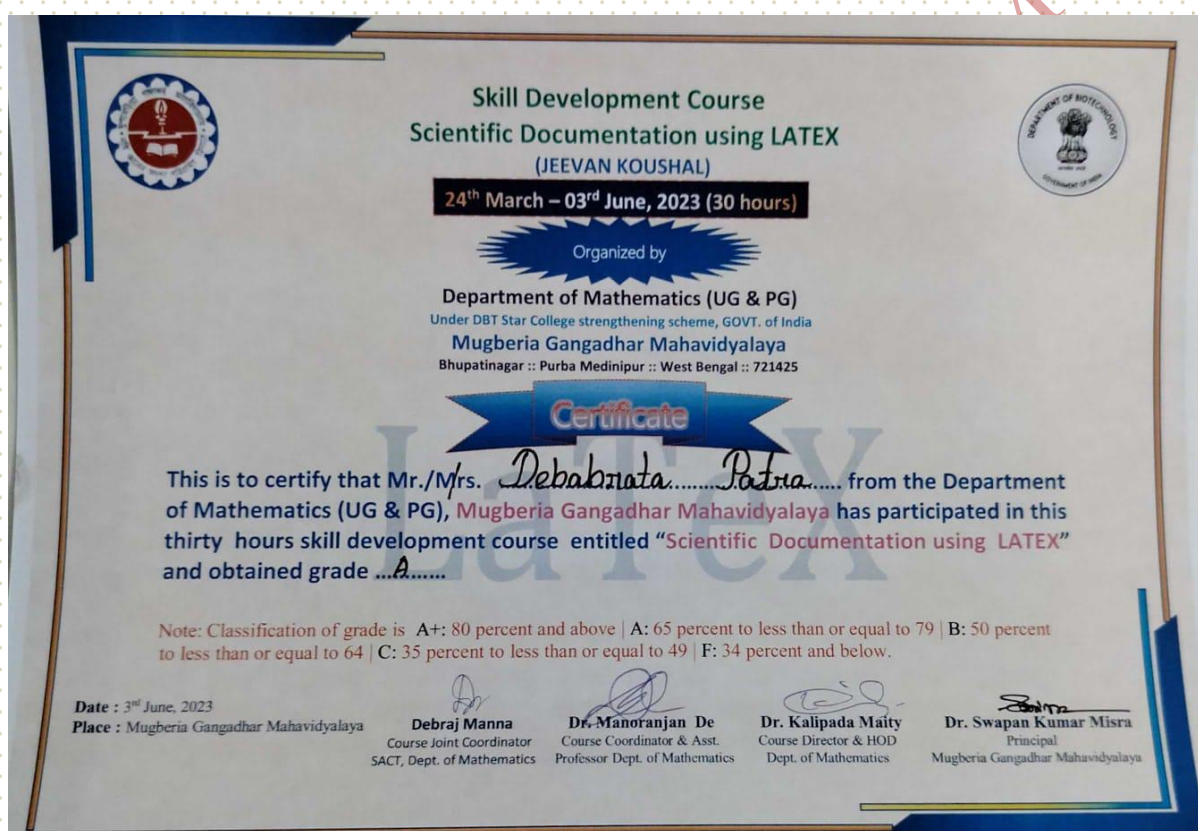 Skill Development Course
Scientific Documentation using LATEX
(JEEVAN KOUSHAL)
24th March – 03rd June, 2023 (30 hours)
Organized by
Department of Mathematics (UG & PG)
Under DBT Star College strengthening scheme, GOVT. of India
Mugberia Gangadhar Mahavidyalaya
Bhupatinagar :: Purba Medinipur :: West Bengal :: 721425
Certificate
LaTeX
This is to certify that Mr./Mrs. Debabrata........Patra..... from the Department
of Mathematics (UG & PG), Mugberia Gangadhar Mahavidyalaya has participated in this
thirty hours skill development course entitled “Scientific Documentation using LATEX”
and obtained grade ...A......
Note: Classification of grade is A+: 80 percent and above | A: 65 percent to less than or equal to 79 | B: 50 percent
to less than or equal to 64 | C: 35 percent to less than or equal to 49 | F: 34 percent and below.
Date : 3rd June, 2023
Place : Mugberia Gangadhar Mahavidyalaya
Debraj Manna
Course Joint Coordinator
SACT, Dept. of Mathematics
Dr. Manoranjan De
Course Coordinator & Asst.
Professor Dept. of Mathematics
Dr. Kalipada Maity
Course Director & HOD
Dept. of Mathematics
Dr. Swapan Kumar Misra
Principal
Mugberia Gangadhar Mahavidyalaya
DEPARTMENT OF BIOTECHNOLOGY
GOVERNMENT OF INDIA